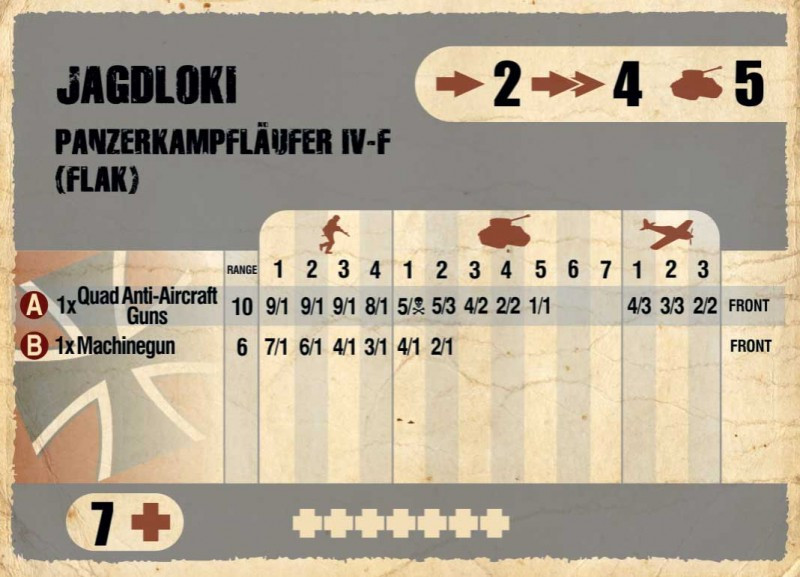 JAGDLOKI
2 4 5
PANZERKAMPFLÄUFER IV-F
(FLAK)
RANGE 1 2 3 4 1 2 3 4 5 6 7 1 2 3
A 1x Quad Anti-Aircraft Guns 10 9/1 9/1 9/1 8/1 5/☠ 5/3 4/2 2/2 1/1 4/3 3/3 2/2 FRONT
B 1x Machinegun 6 7/1 6/1 4/1 3/1 4/1 2/1 FRONT
7